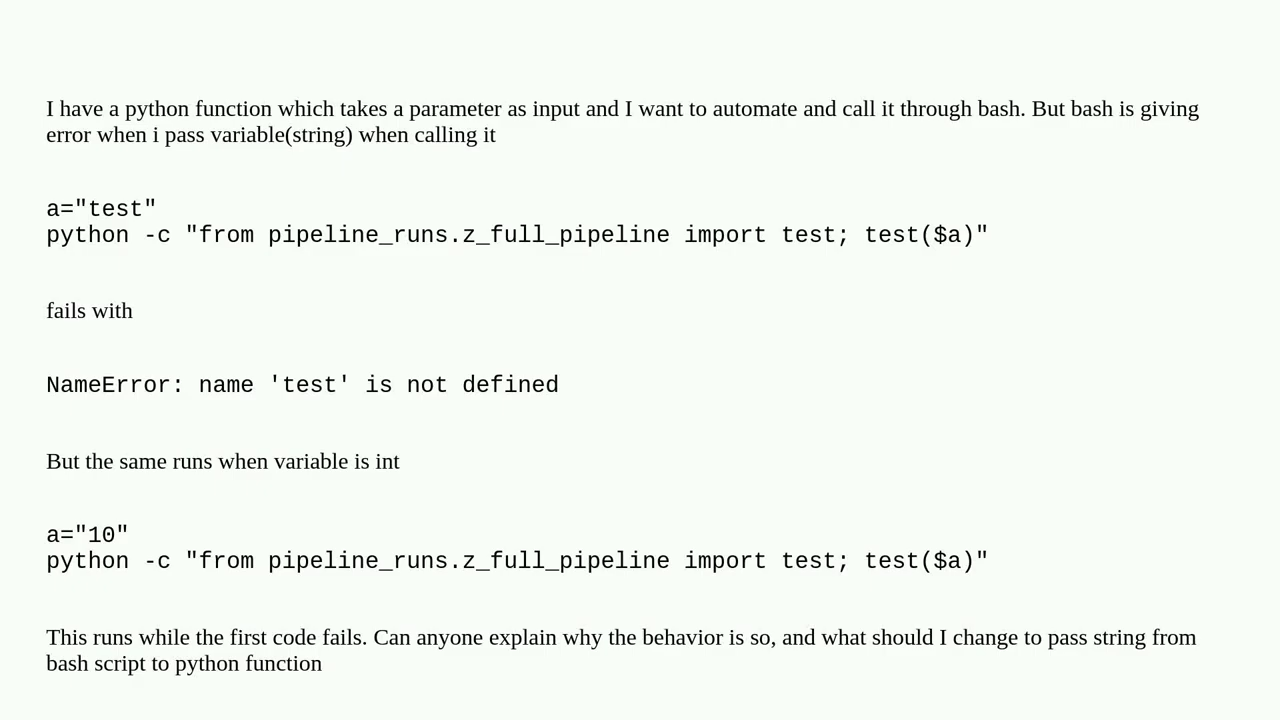 I have a python function which takes a parameter as input and I want to automate and call it through bash. But bash is giving
error when i pass variable(string) when calling it
a="test"
python -c "from pipeline_runs.z_full_pipeline import test; test($a)"
fails with
NameError: name 'test' is not defined
But the same runs when variable is int
a="10"
python -c "from pipeline_runs.z_full_pipeline import test; test($a)"
This runs while the first code fails. Can anyone explain why the behavior is so, and what should I change to pass string from
bash script to python function